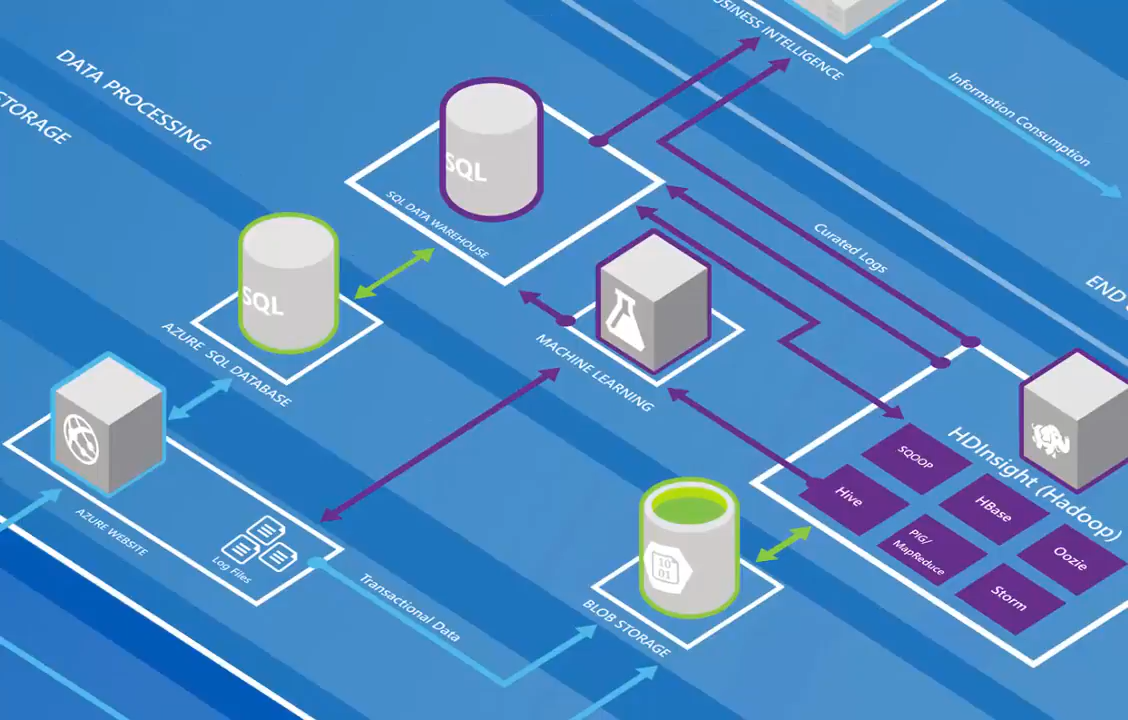 BUSINESS INTELLIGENCE
Information Consumption
DATA PROCESSING
STORAGE
SQL
SQL DATA WAREHOUSE
Curated Logs
END
SQL
AZURE SQL DATABASE
MACHINE LEARNING
HDInsight (Hadoop)
SQOOP
Hive
HBase
PIG/
MapReduce
Oozie
Storm
AZURE WEBSITE
Log Files
Transactional Data
10
01
BLOB STORAGE